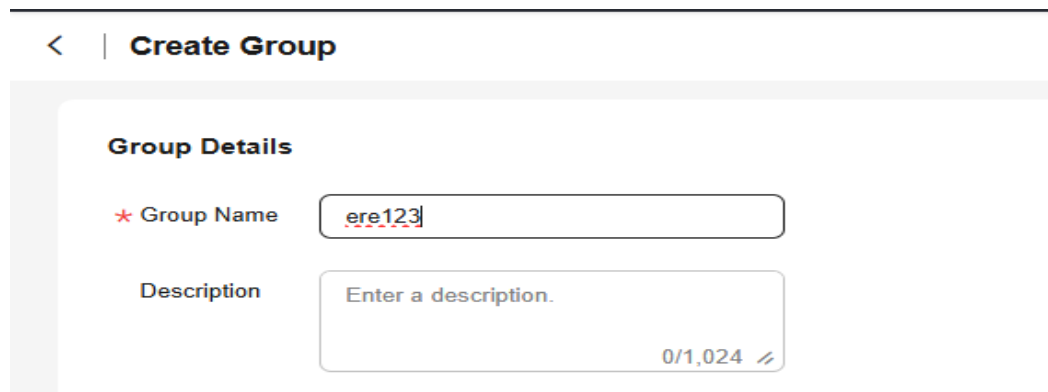 < | Create Group
Group Details
* Group Name ere123
Description Enter a description.
0/1,024